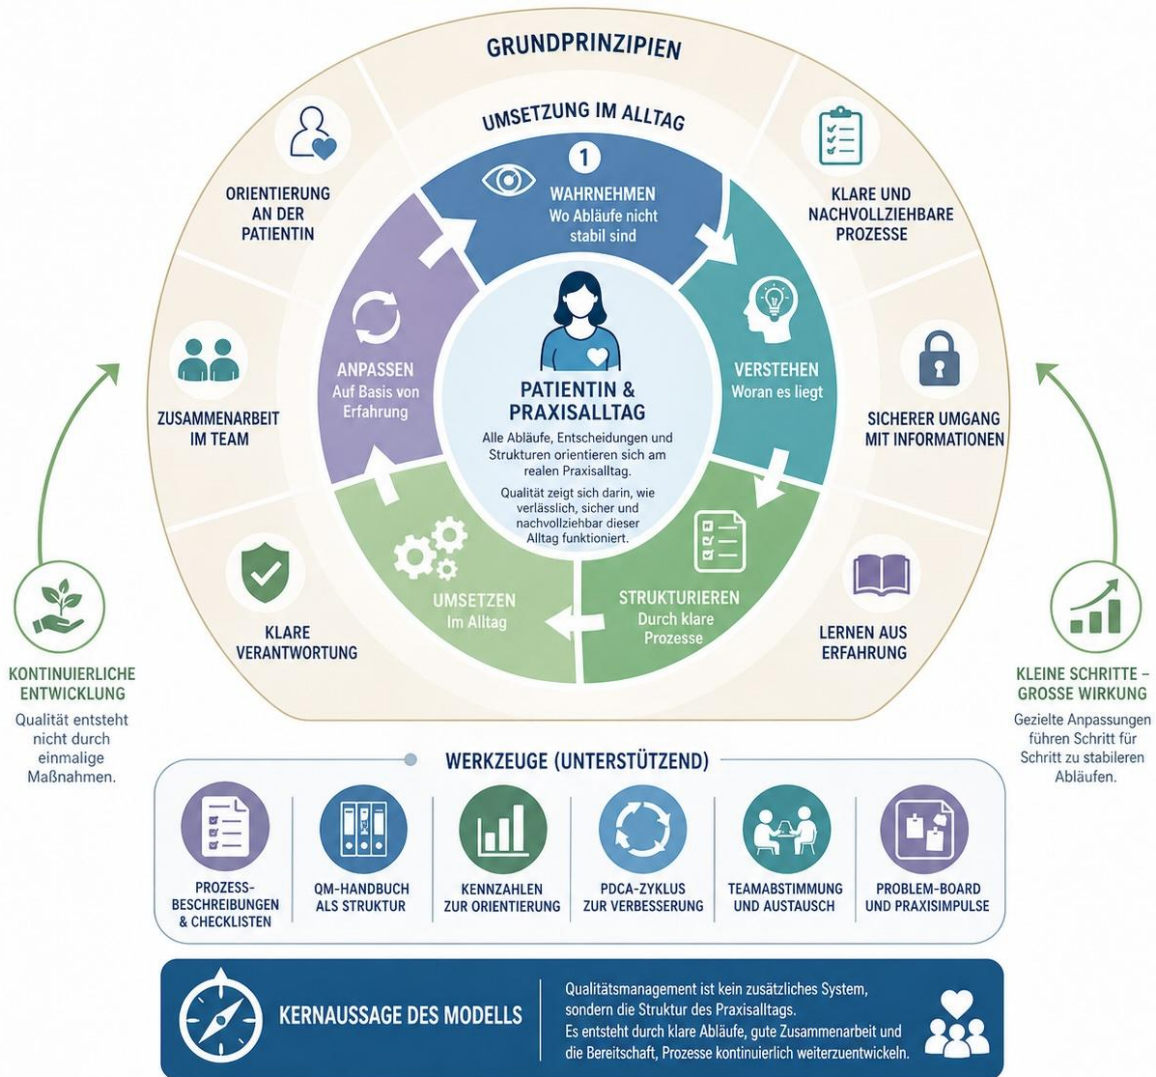 GRUNDPRINZIPIEN
UMSETZUNG IM ALLTAG
1
WAHRNEHMEN
Wo Abläufe nicht
stabil sind
ORIENTIERUNG
AN DER
PATIENTIN
KLARE UND
NACHVOLLZIEHBARE
PROZESSE
ANPASSEN
Auf Basis von
Erfahrung
VERSTEHEN
Woran es liegt
PATIENTIN &
PRAXISALLTAG
Alle Abläufe, Entscheidungen und
Strukturen orientieren sich am
realen Praxisalltag.
Qualität zeigt sich darin, wie
verlässlich, sicher und
nachvollziehbar dieser
Alltag funktioniert.
ZUSAMMENARBEIT
IM TEAM
SICHERER UMGANG
MIT INFORMATIONEN
UMSETZEN
Im Alltag
STRUKTURIEREN
Durch klare
Prozesse
KLARE
VERANTWORTUNG
LERNEN AUS
ERFAHRUNG
KONTINUIERLICHE
ENTWICKLUNG
Qualität entsteht
nicht durch
einmalige
Maßnahmen.
KLEINE SCHRITTE –
GROSSE WIRKUNG
Gezielte Anpassungen
führen Schritt für
Schritt zu stabileren
Abläufen.
WERKZEUGE (UNTERSTÜTZEND)
PROZESS-
BESCHREIBUNGEN
& CHECKLISTEN
QM-HANDBUCH
ALS STRUKTUR
KENNZAHLEN
ZUR ORIENTIERUNG
PDCA-ZYKLUS
ZUR VERBESSERUNG
TEAMABSTIMMUNG
UND AUSTAUSCH
PROBLEM-BOARD
UND PRAXISIMPULSE
KERNAUSSAGE DES MODELLS
Qualitätsmanagement ist kein zusätzliches System,
sondern die Struktur des Praxisalltags.
Es entsteht durch klare Abläufe, gute Zusammenarbeit und
die Bereitschaft, Prozesse kontinuierlich weiterzuentwickeln.